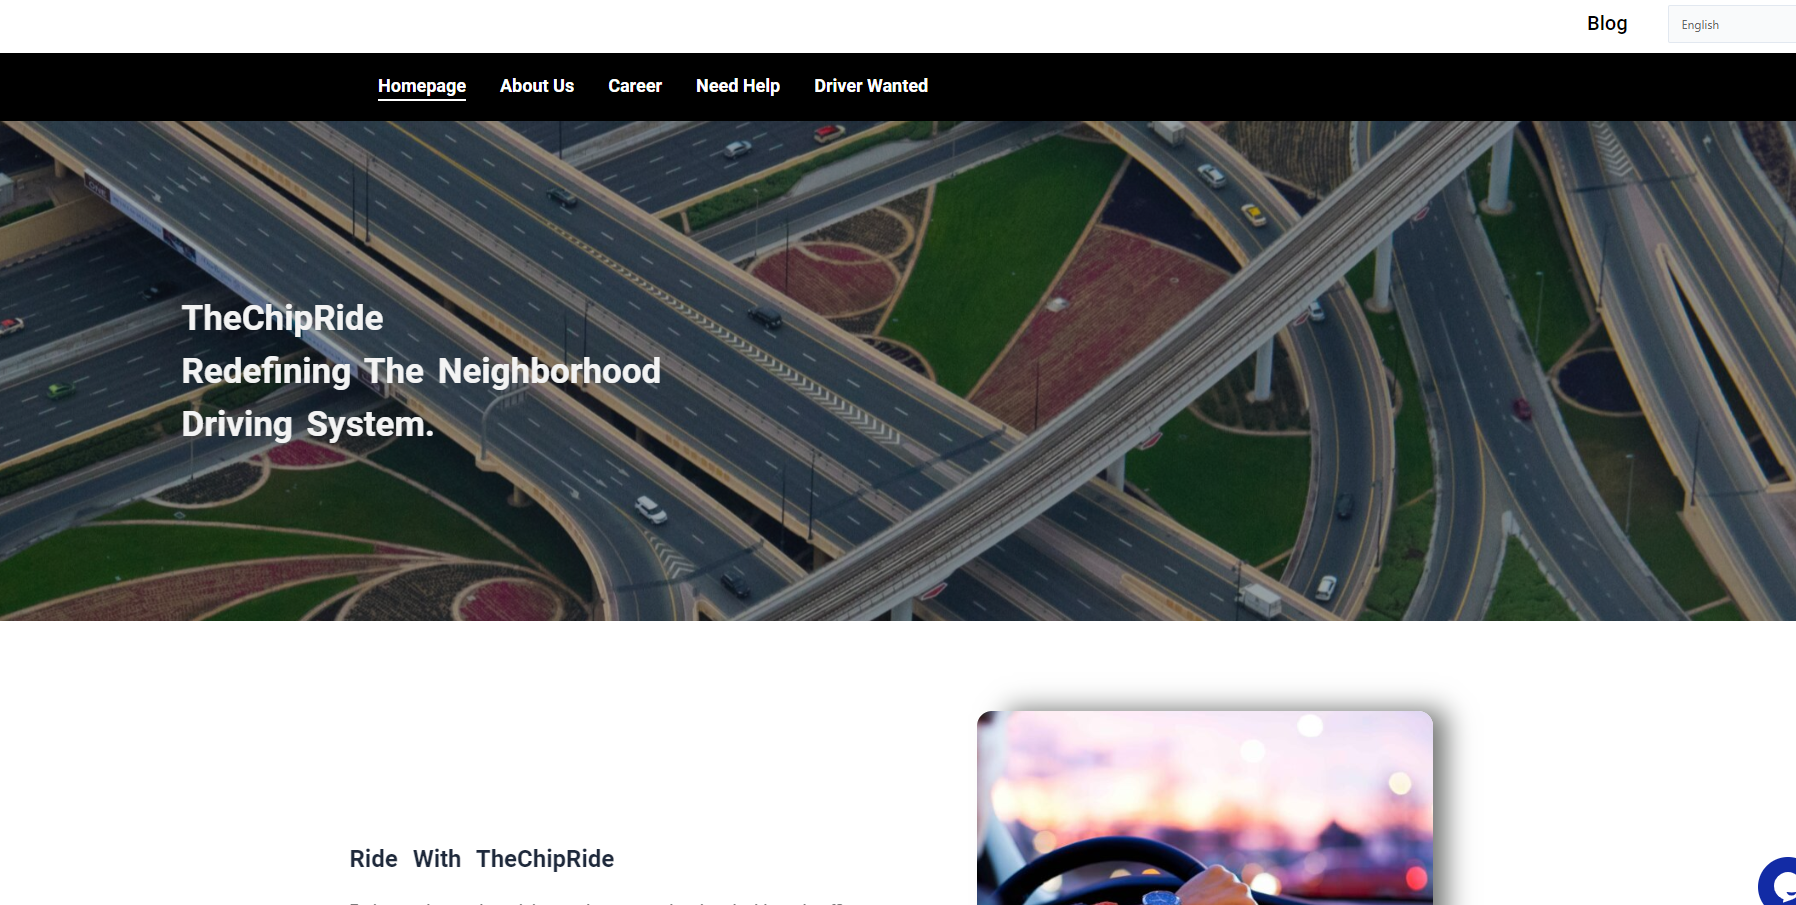 Blog
English
Homepage About Us Career Need Help Driver Wanted
TheChipRide
Redefining The Neighborhood
Driving System.
Ride With TheChipRide